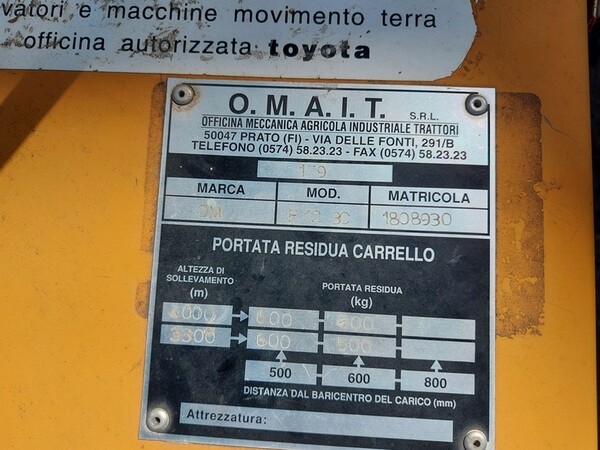 vatori e macchine movimento terra
officina autorizzata toyota
O.M.A.I.T. S.R.L.
OFFICINA MECCANICA AGRICOLA INDUSTRIALE TRATTORI
50047 PRATO (FI) - VIA DELLE FONTI, 291/B
TELEFONO (0574) 58.23.23 - FAX (0574) 58.23.23
MARCA MOD. MATRICOLA
OM 1808930
PORTATA RESIDUA CARRELLO
ALTEZZA DI
SOLLEVAMENTO
(m)
PORTATA RESIDUA
(kg)
3300 600 500
500 600 800
DISTANZA DAL BARICENTRO DEL CARICO (mm)
Attrezzatura: